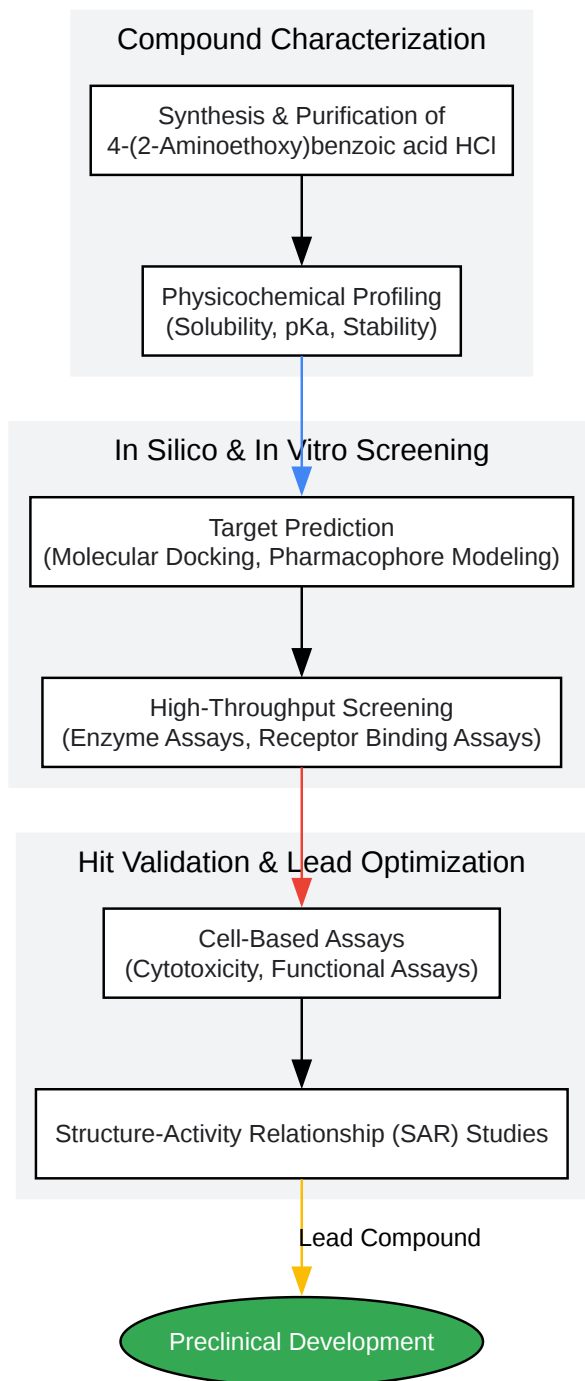 Compound Characterization
Synthesis & Purification of
4-(2-Aminoethoxy)benzoic acid HCl
Physicochemical Profiling
(Solubility, pKa, Stability)
In Silico & In Vitro Screening
Target Prediction
(Molecular Docking, Pharmacophore Modeling)
High-Throughput Screening
(Enzyme Assays, Receptor Binding Assays)
Hit Validation & Lead Optimization
Cell-Based Assays
(Cytotoxicity, Functional Assays)
Structure-Activity Relationship (SAR) Studies
Lead Compound
Preclinical Development